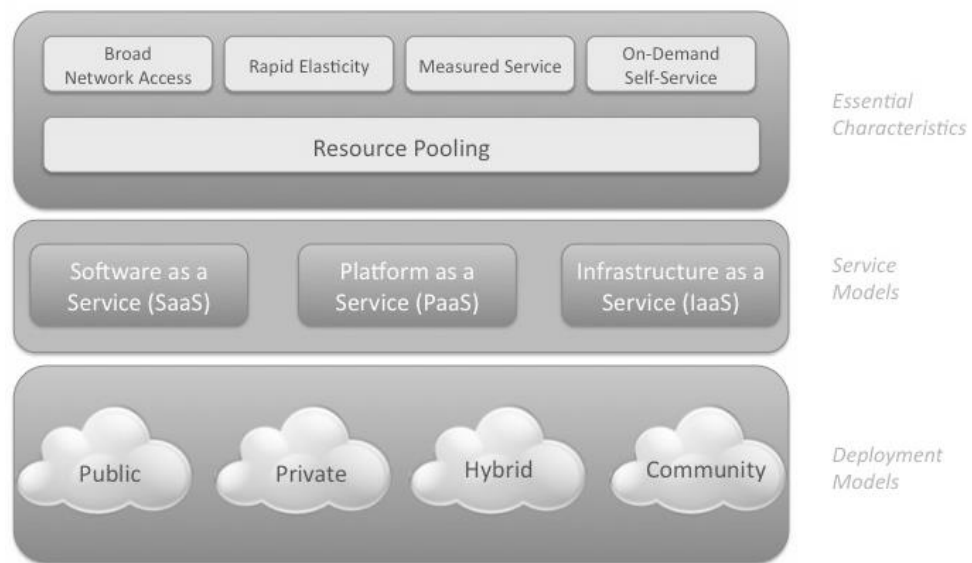 Broad
Network Access
Rapid Elasticity
Measured Service
On-Demand
Self-Service
Resource Pooling
Essential
Characteristics
Software as a
Service (SaaS)
Platform as a
Service (PaaS)
Infrastructure as a
Service (IaaS)
Service
Models
Public
Private
Hybrid
Community
Deployment
Models